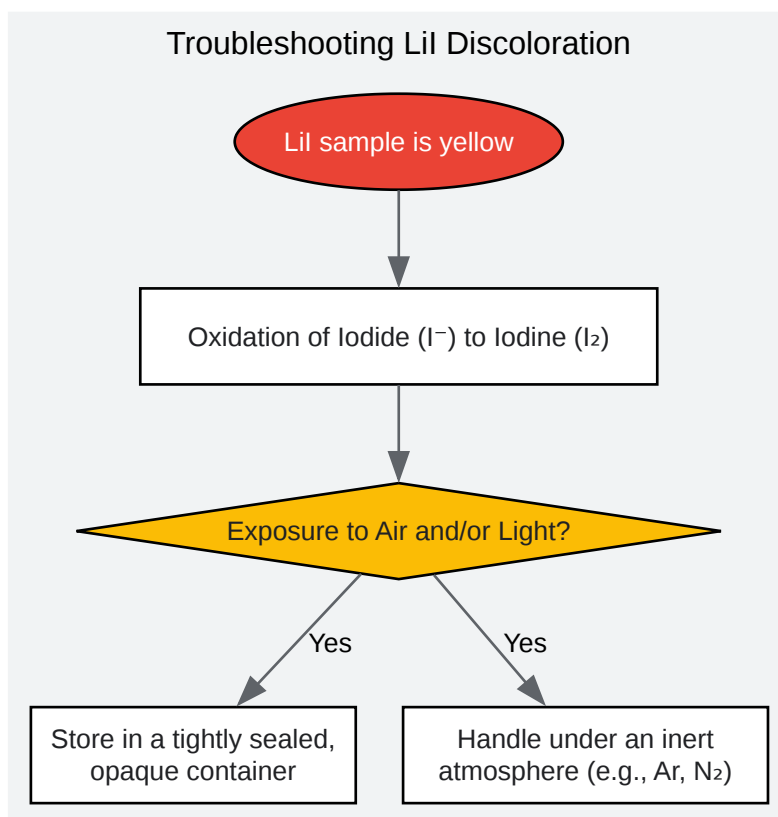 Troubleshooting LiI Discoloration
LiI sample is yellow
Oxidation of Iodide (I⁻) to Iodine (I₂)
Exposure to Air and/or Light?
Yes
Yes
Store in a tightly sealed,
opaque container
Handle under an inert
atmosphere (e.g., Ar, N₂)